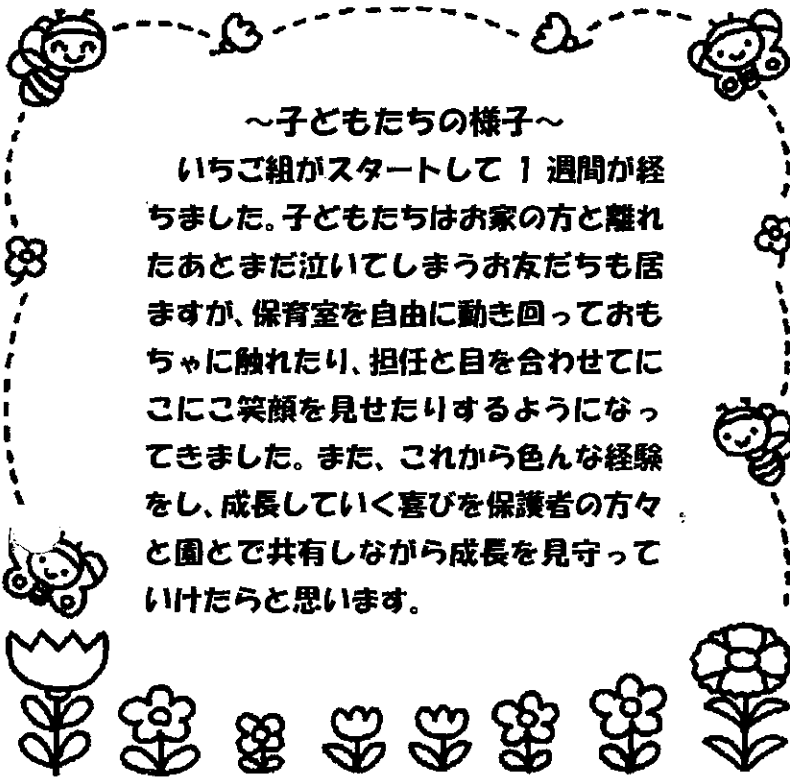 ～子どもたちの様子～
いちご組がスタートして 1 週間が経
ちました。子どもたちはお家の方と離れ
たあとまだ泣いてしまうお友だちも居
ますが、保育室を自由に動き回っておも
ちゃに触れたり、担任と目を合わせてに
こにこ笑顔を見せたりするようになっ
てきました。また、これから色んな経験
をし、成長していく喜びを保護者の方々
と園とで共有しながら成長を見守って
いけたらと思います。